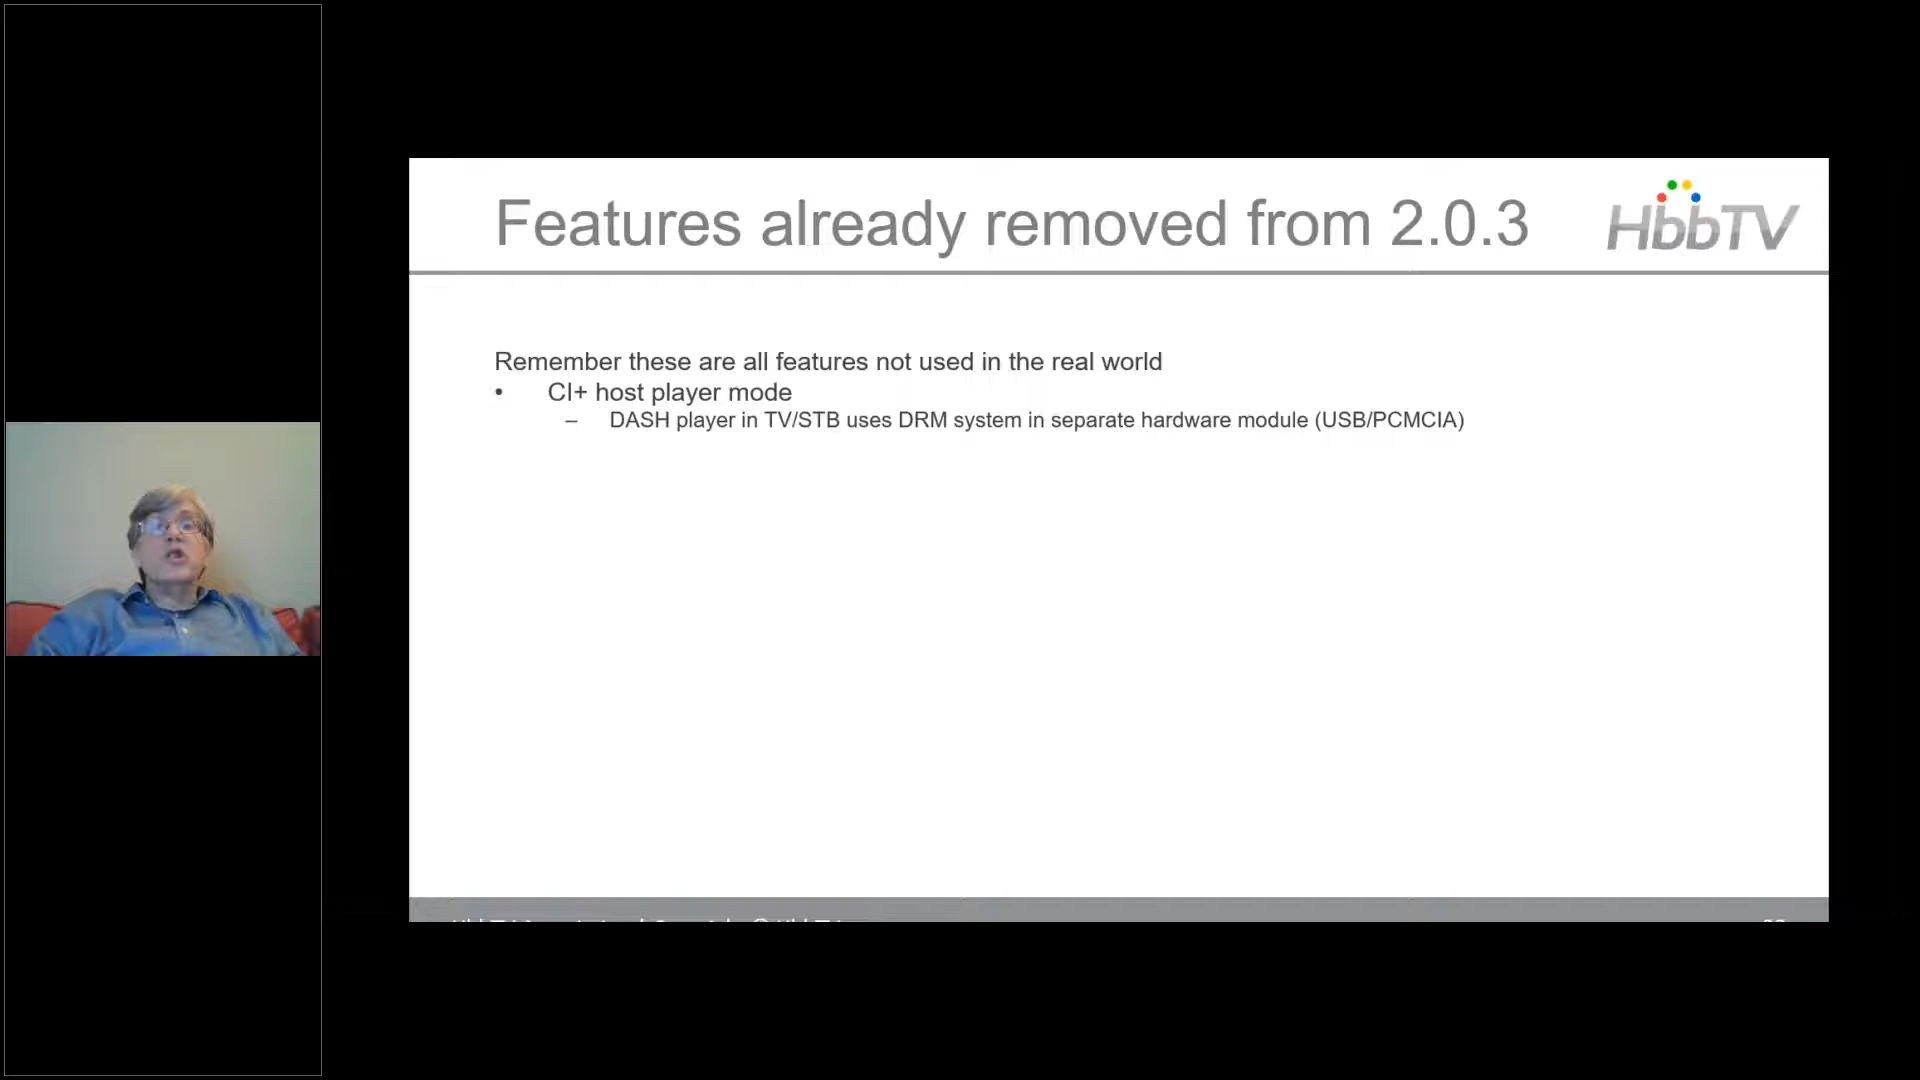 Features already removed from 2.0.3
HbbTV
Remember these are all features not used in the real world
• CI+ host player mode
– DASH player in TV/STB uses DRM system in separate hardware module (USB/PCMCIA)